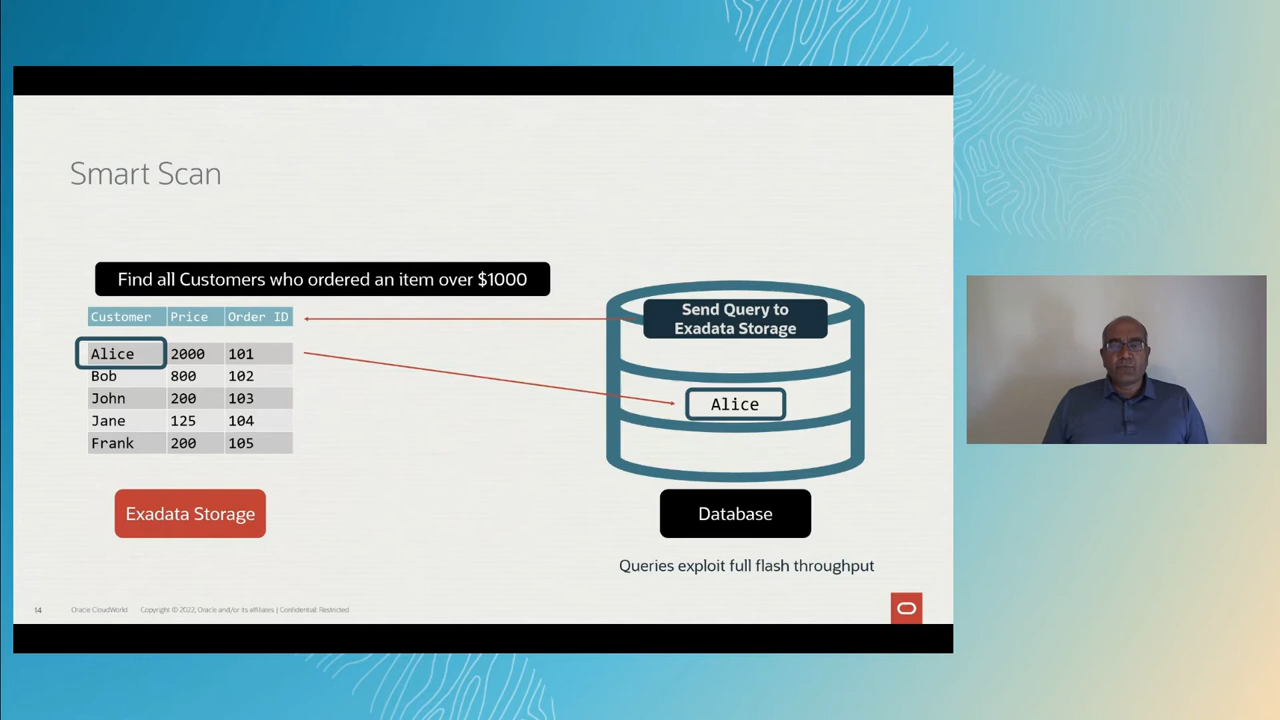 Smart Scan
Find all Customers who ordered an item over $1000
Customer Price Order ID
Alice 2000 101
Bob 800 102
John 200 103
Jane 125 104
Frank 200 105
Exadata Storage
Send Query to
Exadata Storage
Alice
Database
Queries exploit full flash throughput
14 Oracle CloudWorld Copyright © 2022, Oracle and/or its affiliates | Confidential: Restricted